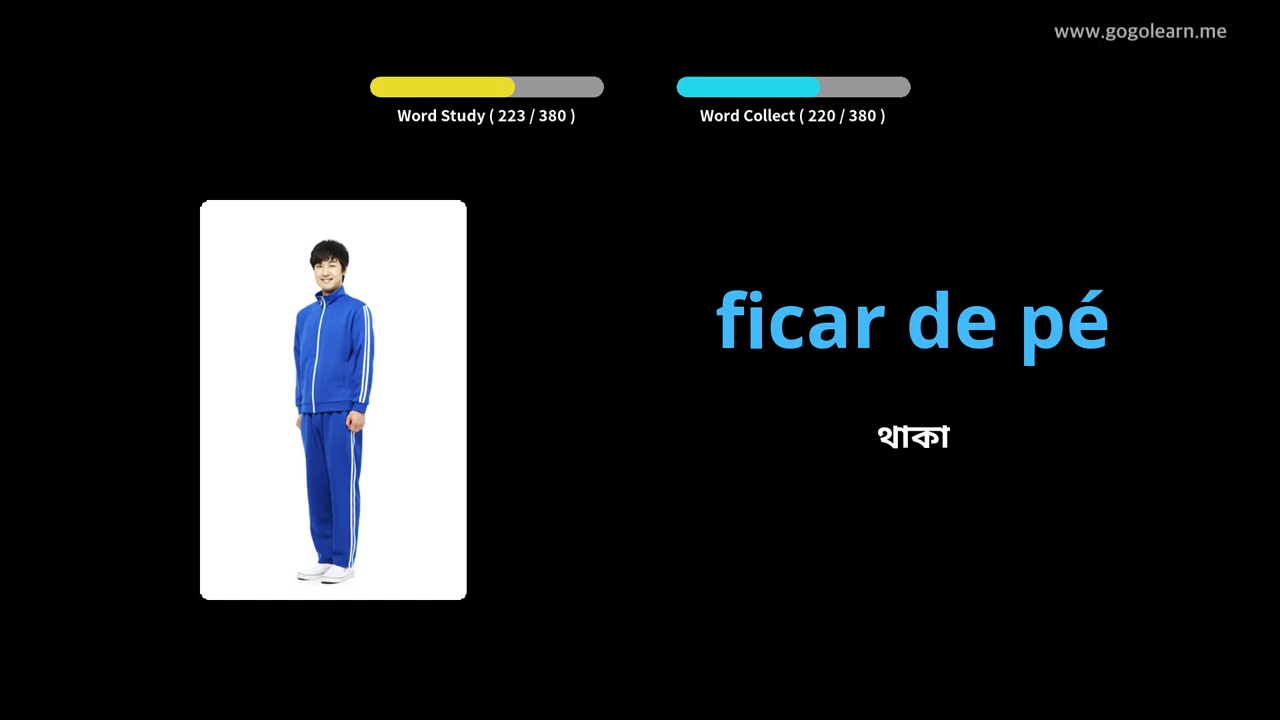 www.gogolearn.me
Word Study ( 223 / 380 )
Word Collect ( 220 / 380 )
ficar de pé
থাকা